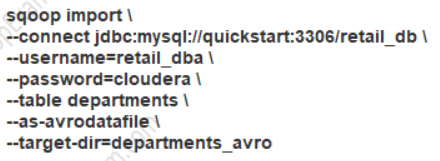 sqoop import \
--connect jdbc:mysql://quickstart:3306/retail_db \
--username=retail_dba \
--password=cloudera \
--table departments \
--as-avrodatafile \
--target-dir=departments_avro